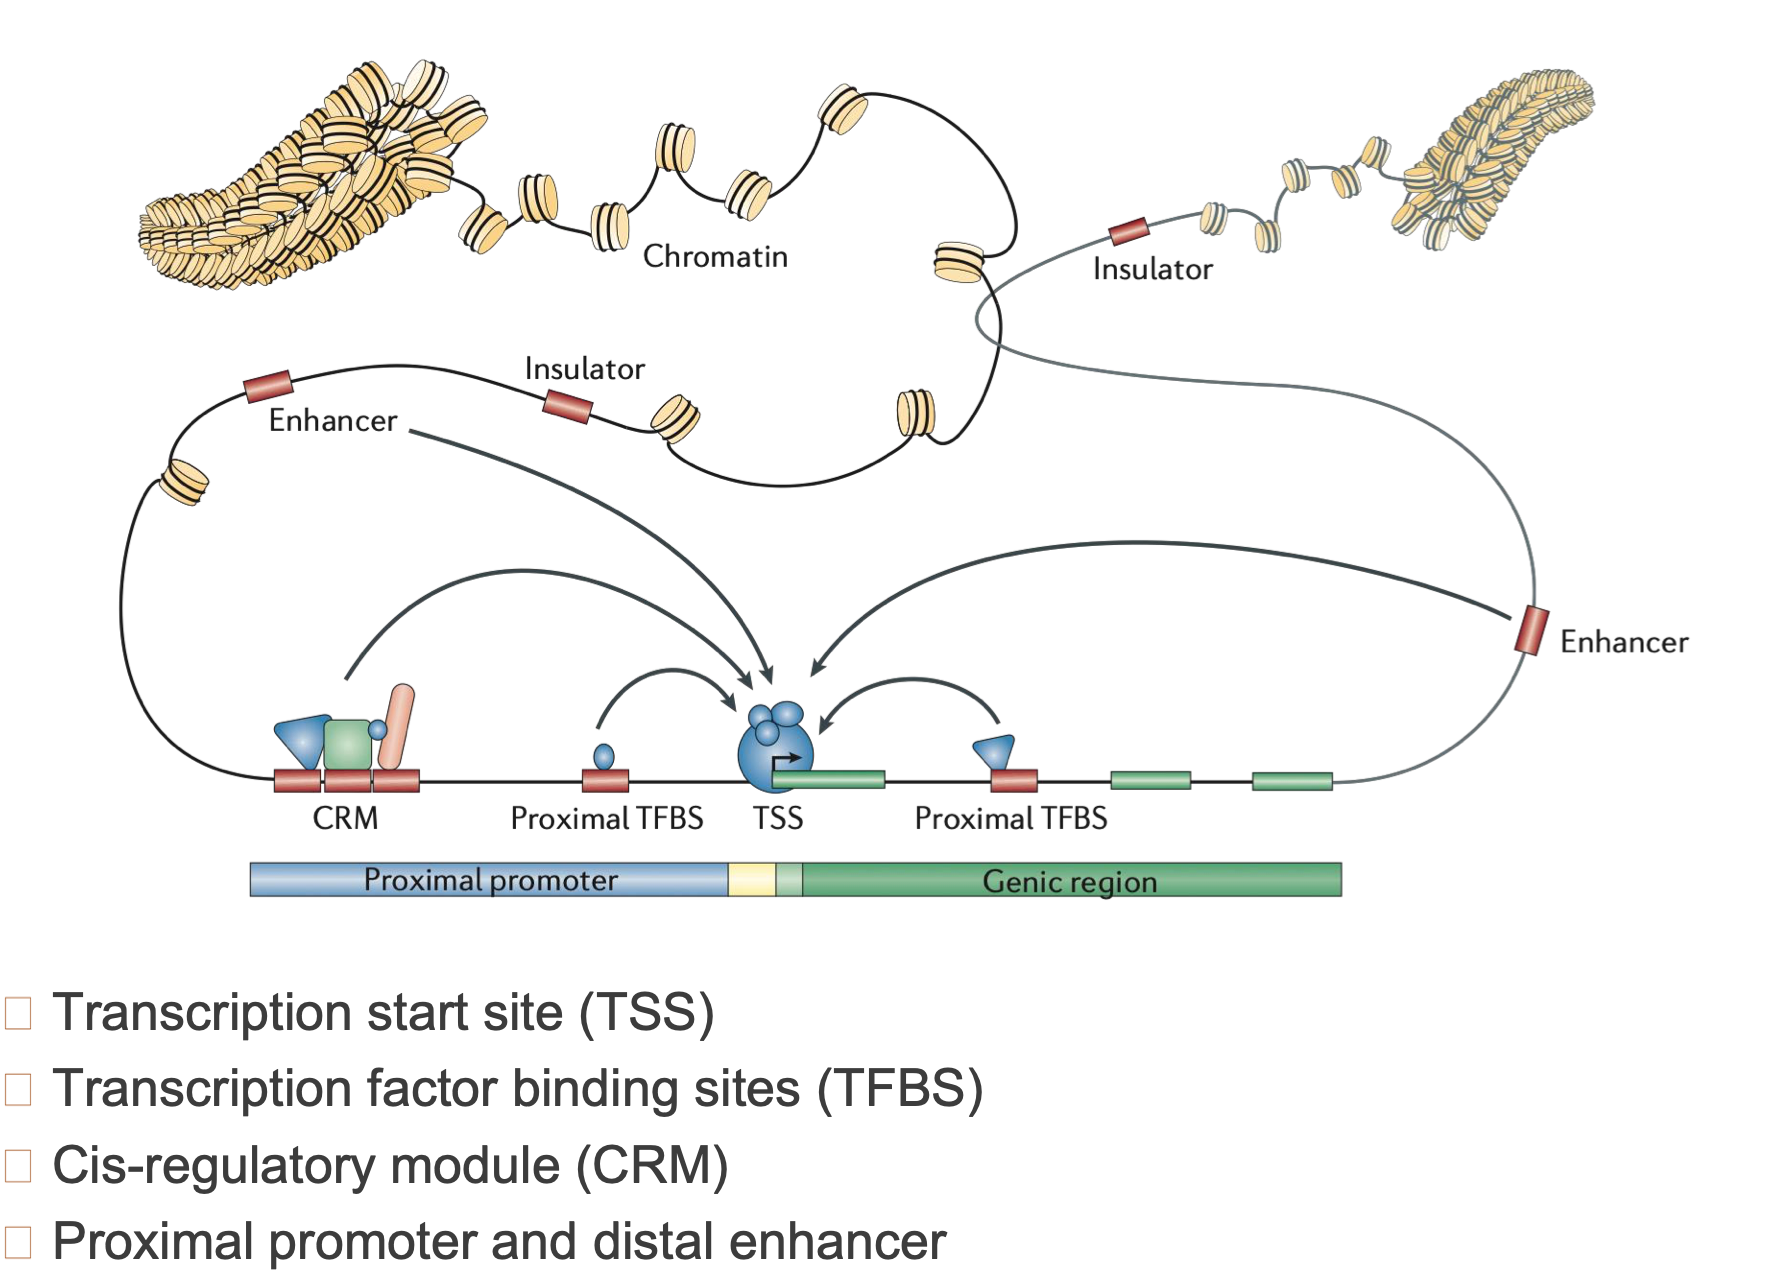 Chromatin
Insulator
Insulator
Enhancer
Enhancer
CRM
Proximal TFBS
TSS
Proximal TFBS
Proximal promoter
Genic region
Transcription start site (TSS)
Transcription factor binding sites (TFBS)
Cis-regulatory module (CRM)
Proximal promoter and distal enhancer